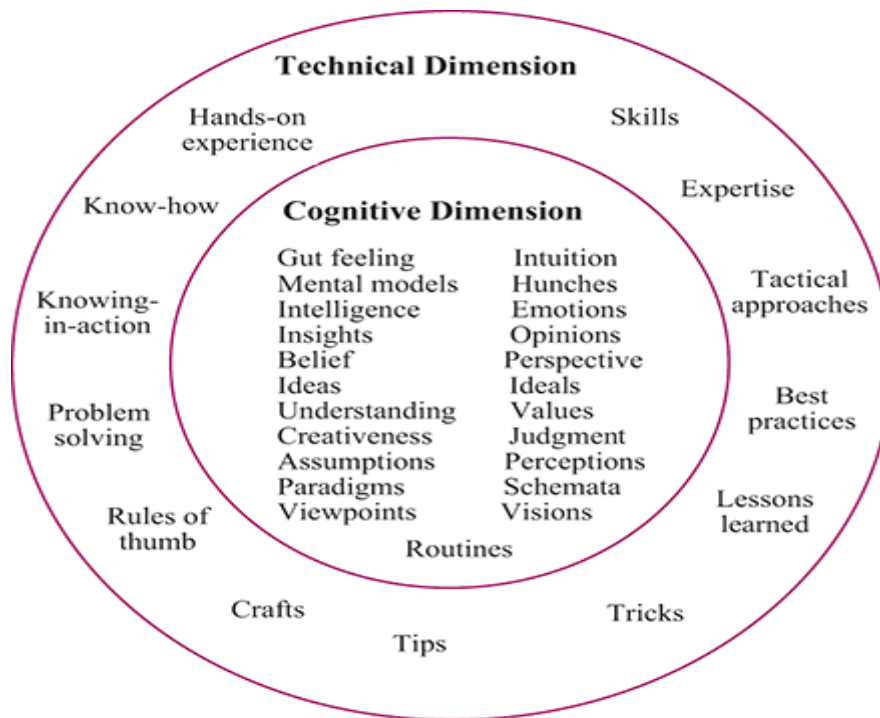 Technical Dimension
Hands-on
experience
Skills
Know-how
Expertise
Cognitive Dimension
Gut feeling Intuition
Mental models Hunches
Intelligence Emotions
Insights Opinions
Belief Perspective
Ideas Ideals
Understanding Values
Creativeness Judgment
Assumptions Perceptions
Paradigms Schemata
Viewpoints Visions
Routines
Knowing-
in-action
Tactical
approaches
Problem
solving
Best
practices
Rules of
thumb
Lessons
learned
Crafts
Tips
Tricks